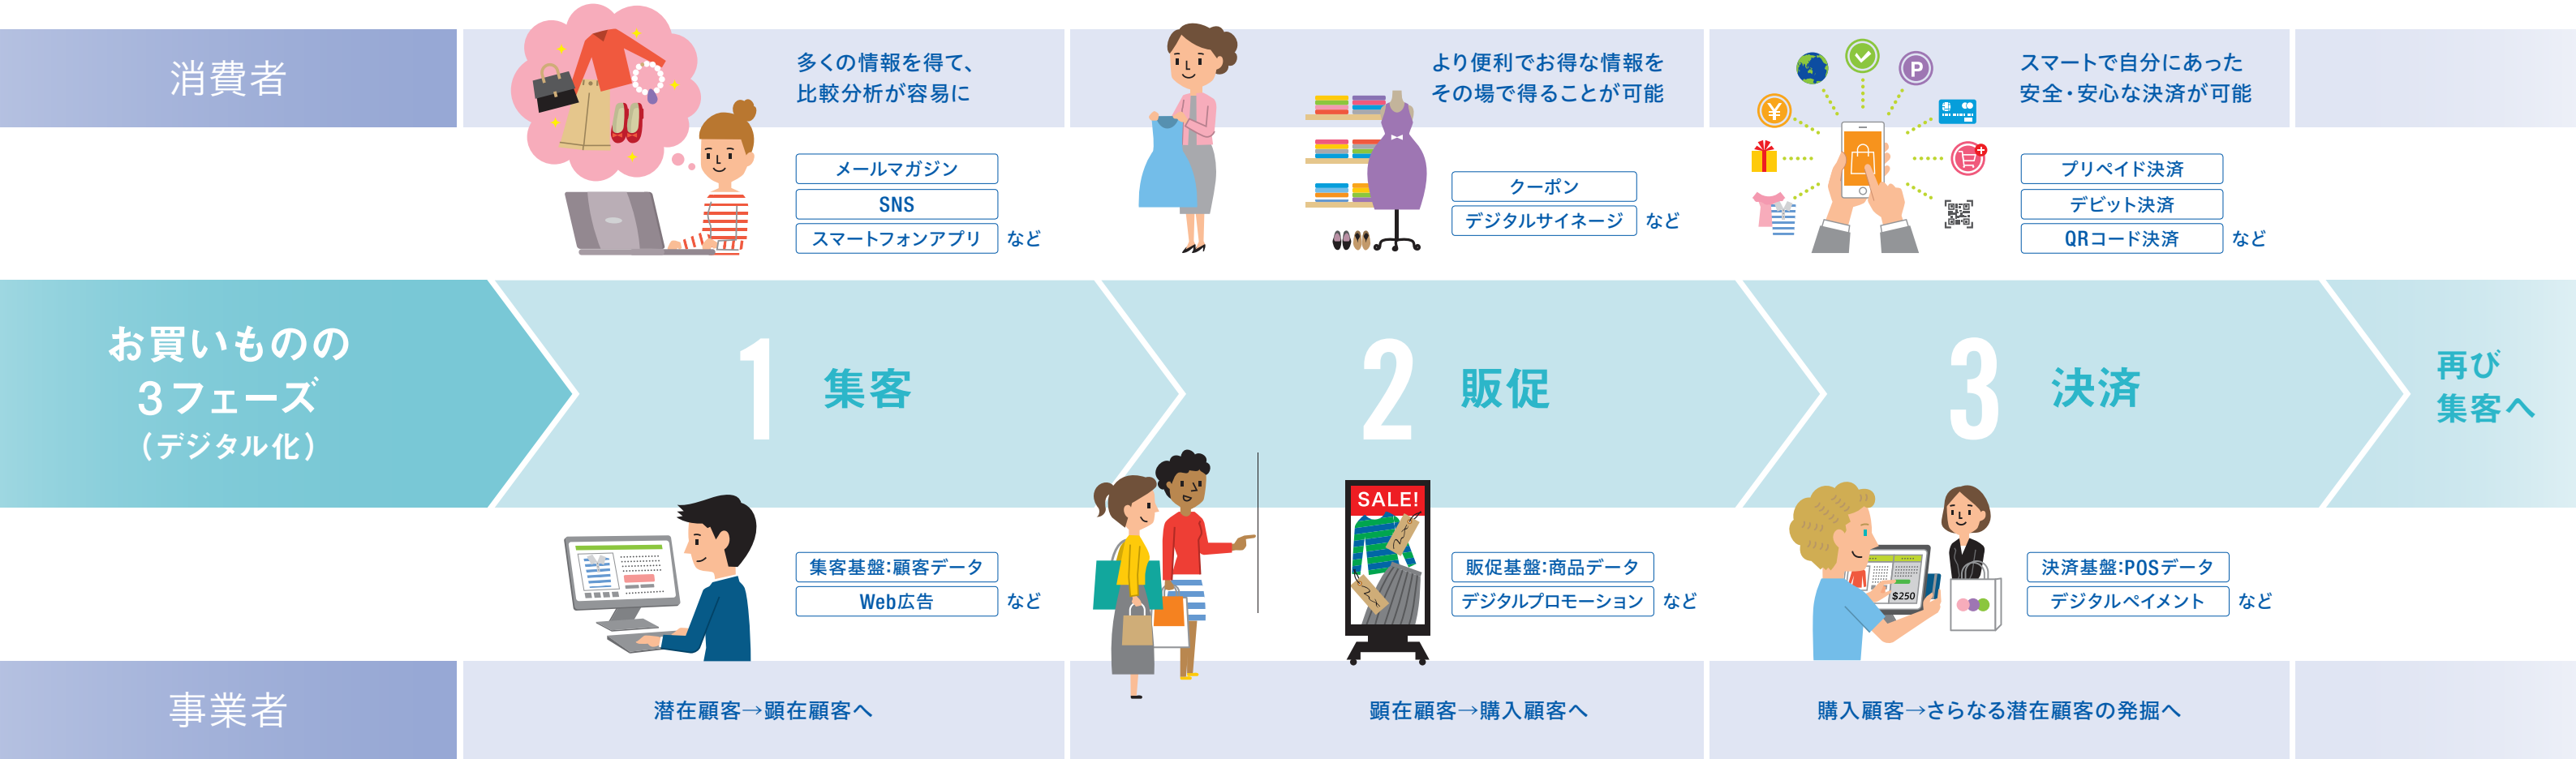 消費者
多くの情報を得て、
比較分析が容易に
メールマガジン
SNS
スマートフォンアプリ など
より便利でお得な情報を
その場で得ることが可能
クーポン
デジタルサイネージ など
スマートで自分にあった
安全・安心な決済が可能
¥
P
プリペイド決済
デビット決済
QRコード決済 など
お買いものの
3フェーズ
（デジタル化）
1 集客
2 販促
3 決済
再び
集客へ
集客基盤:顧客データ
Web広告 など
SALE!
販促基盤:商品データ
デジタルプロモーション など
$250
決済基盤:POSデータ
デジタルペイメント など
事業者
潜在顧客→顕在顧客へ
顕在顧客→購入顧客へ
購入顧客→さらなる潜在顧客の発掘へ